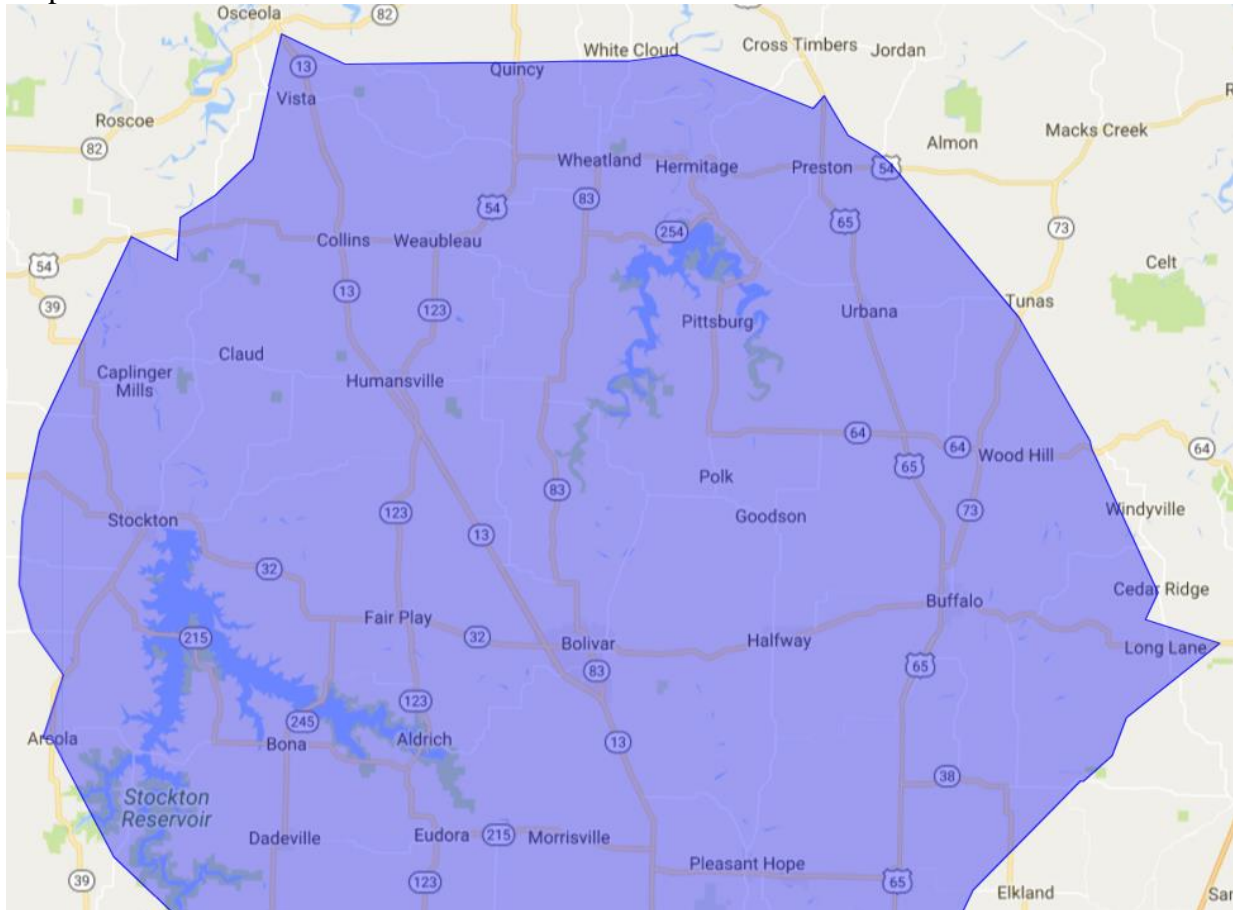 Osceola
82
White Cloud
Cross Timbers
Jordan
13
Quincy
Vista
Roscoe
82
Almon
Macks Creek
Wheatland
Hermitage
Preston
54
83
54
65
73
254
Collins
Weaubleau
54
Celt
13
39
123
Tunas
Pittsburg
Urbana
Claud
Caplinger
Mills
Humansville
64
64
64
Wood Hill
65
Polk
83
Windyville
123
73
Goodson
Stockton
13
32
Cedar Ridge
Buffalo
Fair Play
32
215
Bolivar
Halfway
Long Lane
83
65
123
245
Arcola
Bona
Aldrich
13
38
Stockton
Reservoir
Dadeville
Eudora
215
Morrisville
Pleasant Hope
39
123
65
Elkland